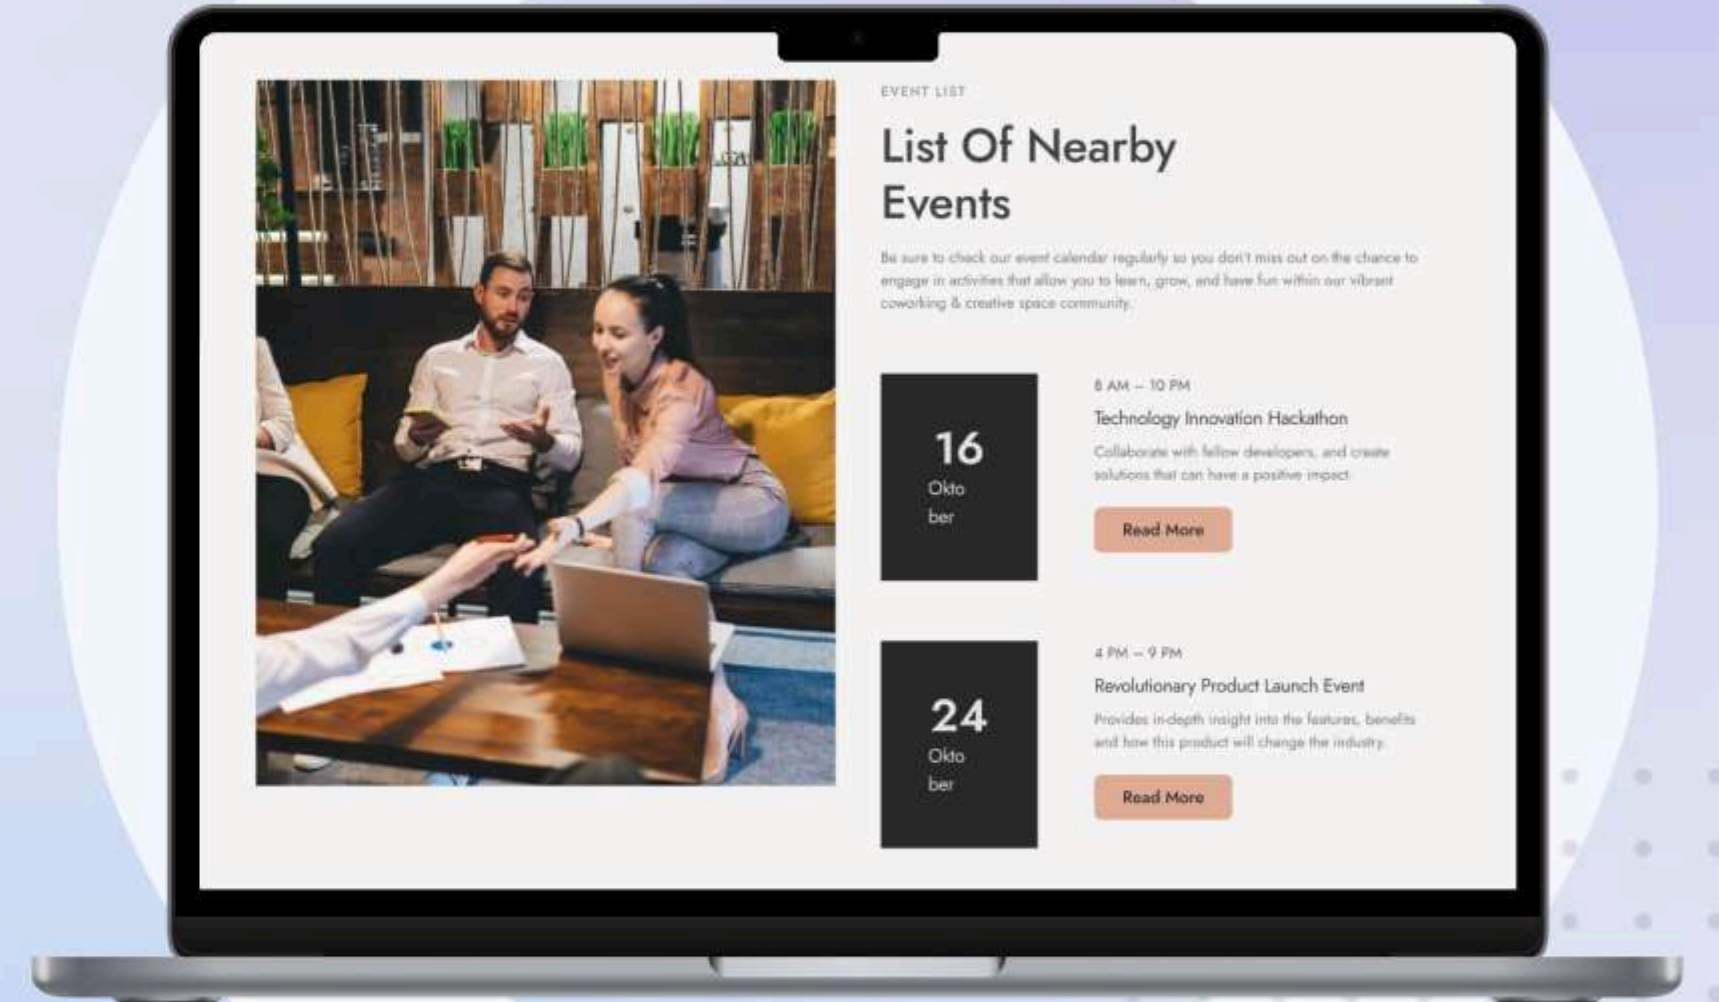 EVENT LIST
List Of Nearby
Events
Be sure to check our event calendar regularly so you don't miss out on the chance to
engage in activities that allow you to learn, grow, and have fun within our vibrant
coworking & creative space community.
16
Okto
ber
8 AM – 10 PM
Technology Innovation Hackathon
Collaborate with fellow developers, and create
solutions that can have a positive impact.
Read More
24
Okto
ber
4 PM – 9 PM
Revolutionary Product Launch Event
Provides in-depth insight into the features, benefits
and how this product will change the industry.
Read More